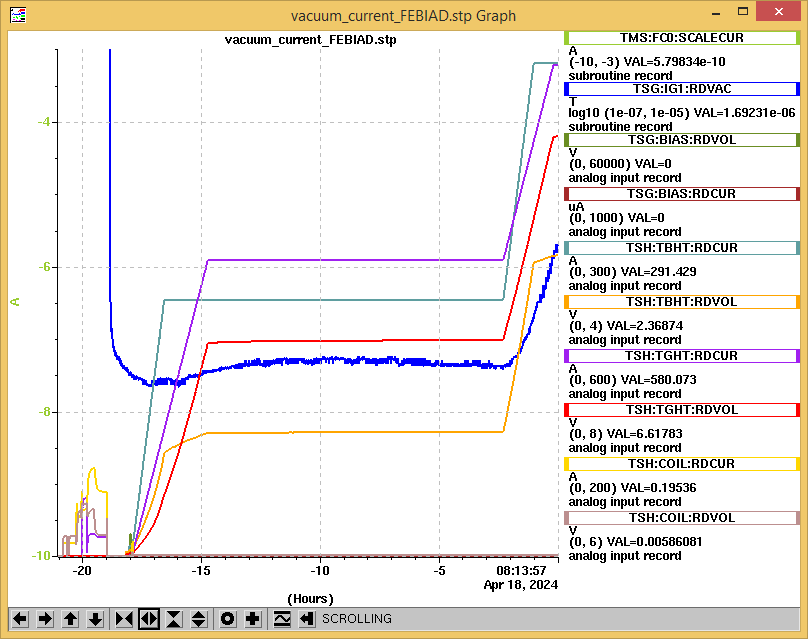 vacuum_current_FEBIAD.stp Graph
vacuum_current_FEBIAD.stp
-4
-6
A
-8
-10
-20
-15
-10
-5
08:13:57
Apr 18, 2024
(Hours)
TMS:FC0:SCALECUR
A
(-10, -3) VAL=5.79834e-10
subroutine record
TSG:IG1:RDVAC
T
log10 (1e-07, 1e-05) VAL=1.69231e-06
subroutine record
TSG:BIAS:RDVOL
V
(0, 60000) VAL=0
analog input record
TSG:BIAS:RDCUR
uA
(0, 1000) VAL=0
analog input record
TSH:TBHT:RDCUR
A
(0, 300) VAL=291.429
analog input record
TSH:TBHT:RDVOL
V
(0, 4) VAL=2.36874
analog input record
TSH:TGHT:RDCUR
A
(0, 600) VAL=580.073
analog input record
TSH:TGHT:RDVOL
V
(0, 8) VAL=6.61783
analog input record
TSH:COIL:RDCUR
A
(0, 200) VAL=0.19536
analog input record
TSH:COIL:RDVOL
V
(0, 6) VAL=0.00586081
analog input record
SCROLLING